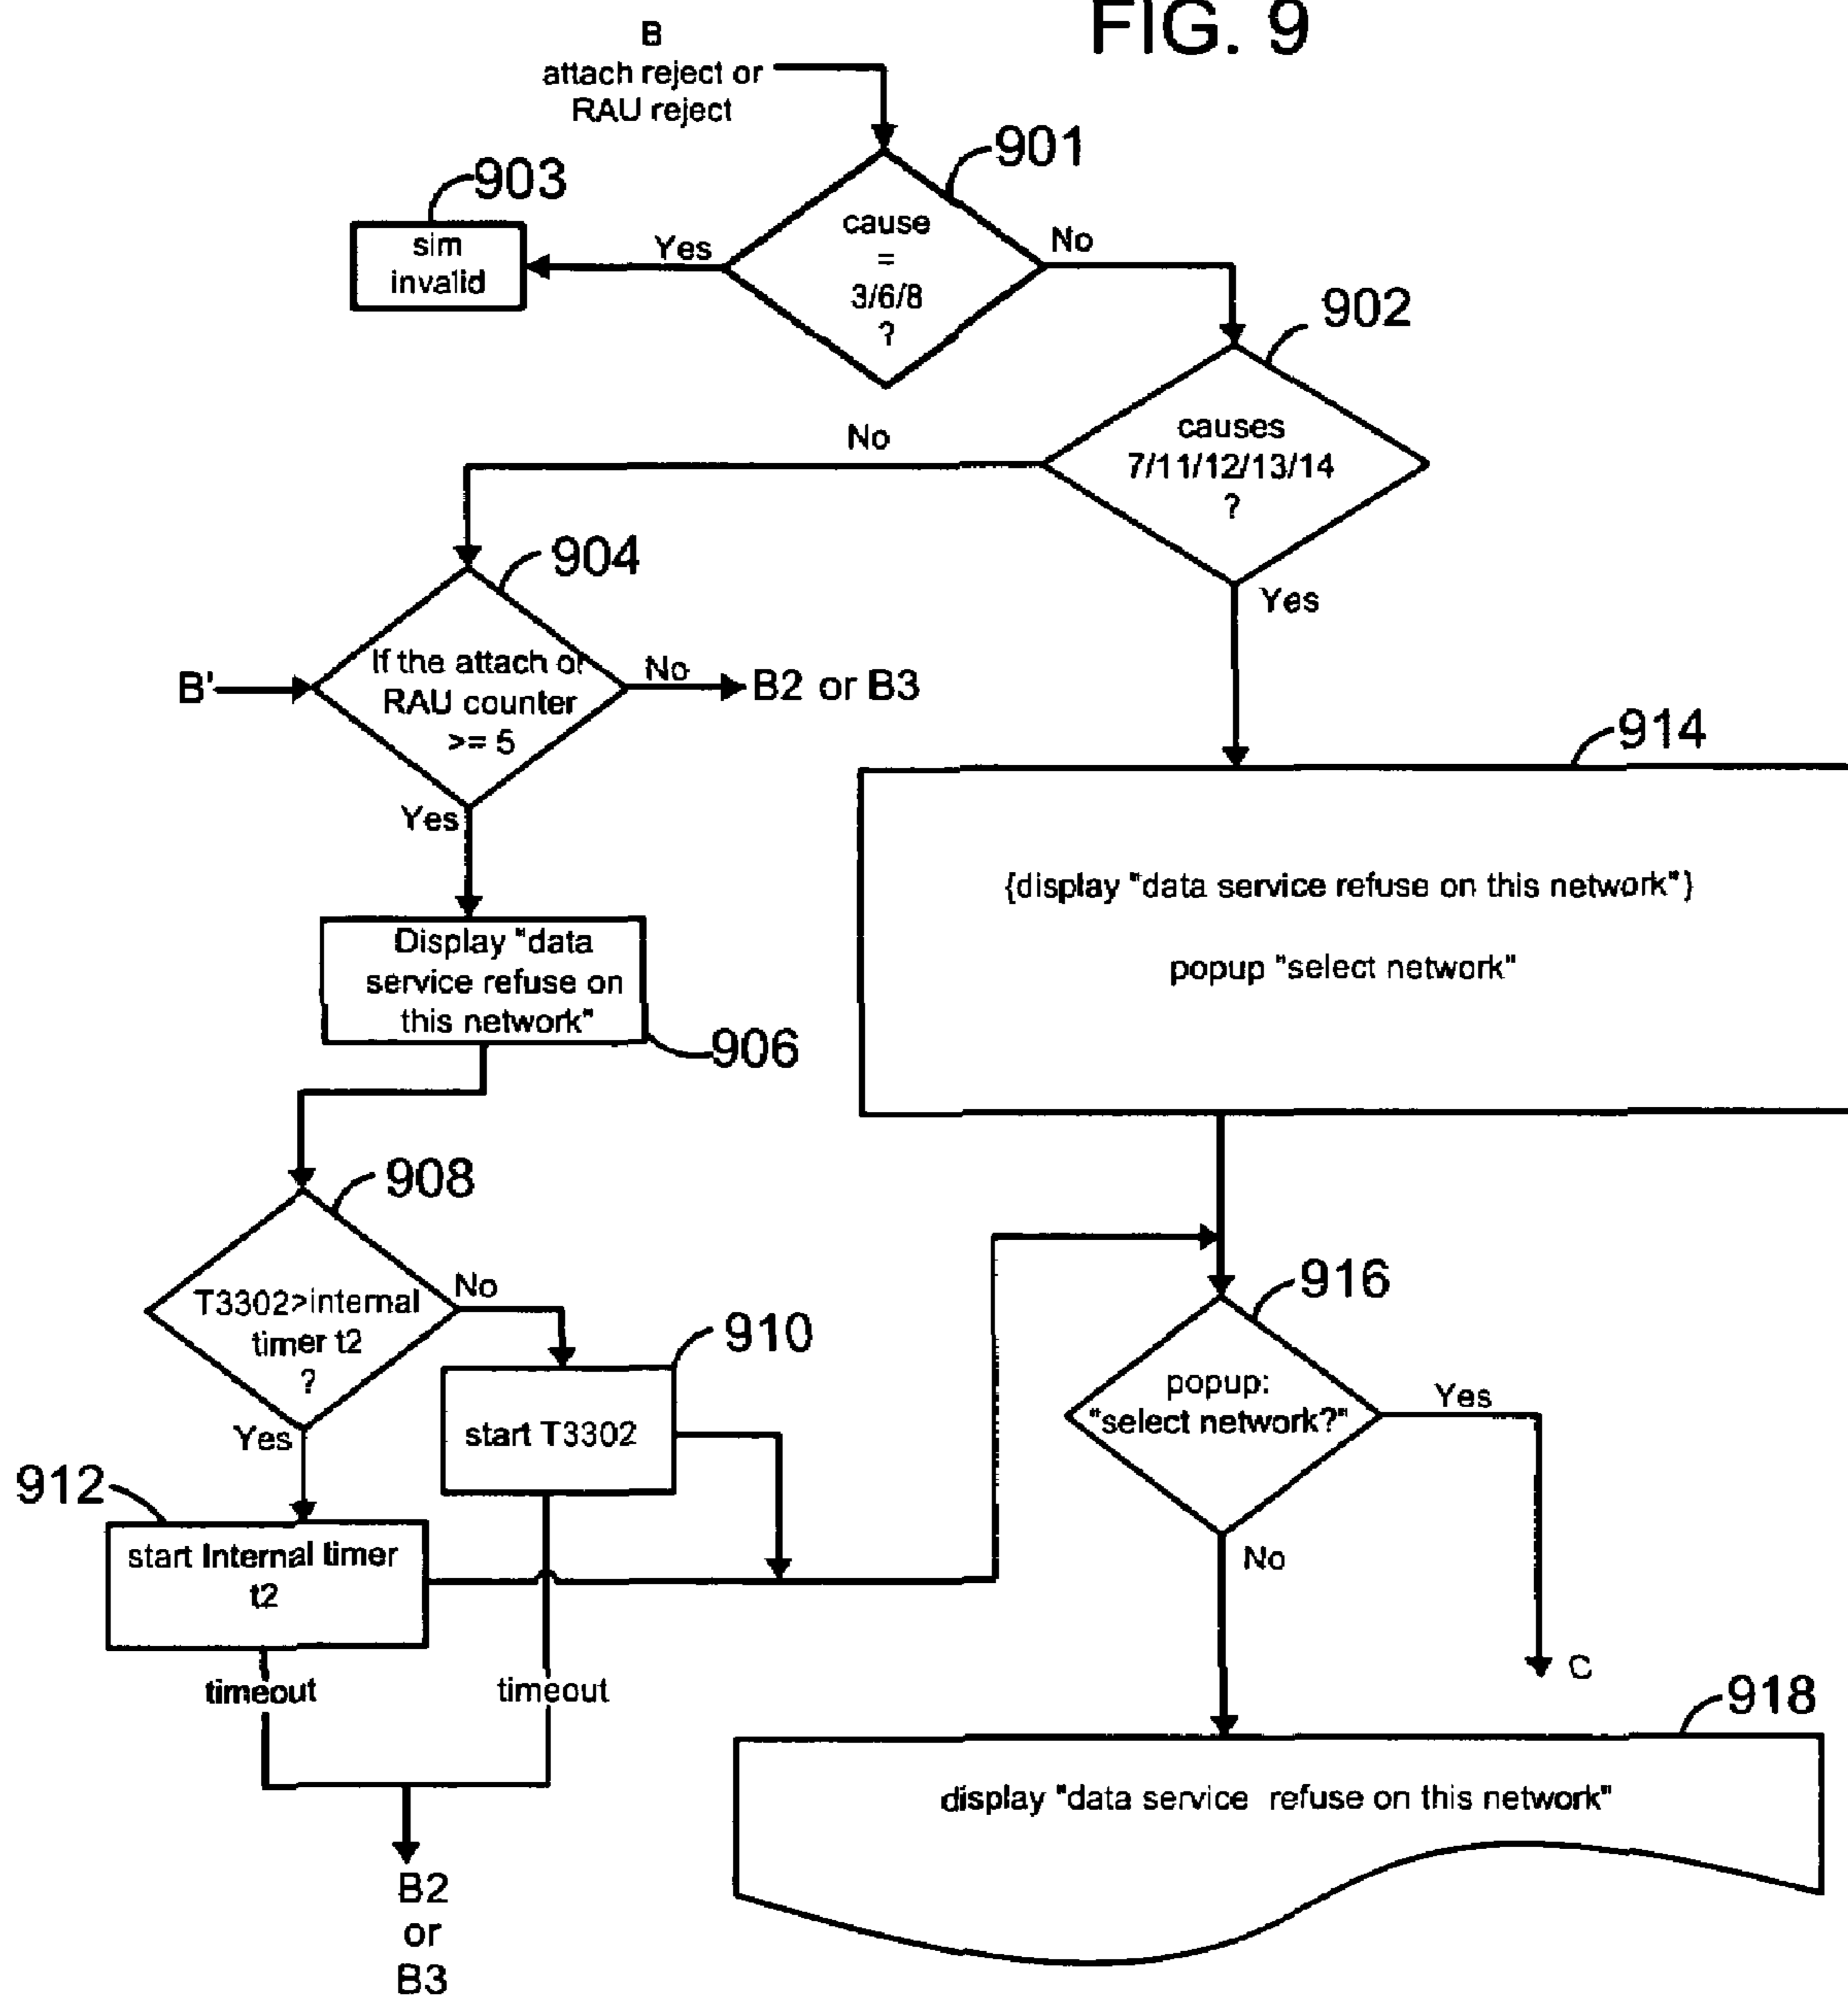 FIG. 9
B
attach reject or
RAU reject
901
903
cause
=
3/6/8
?
sim
invalid
Yes
No
902
causes
7/11/12/13/14
?
No
Yes
904
If the attach or
RAU counter
>= 5
B'
No
B2 or B3
Yes
914
{display "data service refuse on this network"}
popup "select network"
Display "data
service refuse on
this network"
906
908
T3302>internal
timer t2
?
No
Yes
910
start T3302
916
popup:
"select network?"
Yes
No
C
912
start Internal timer
t2
timeout
timeout
B2
or
B3
918
display "data service refuse on this network"